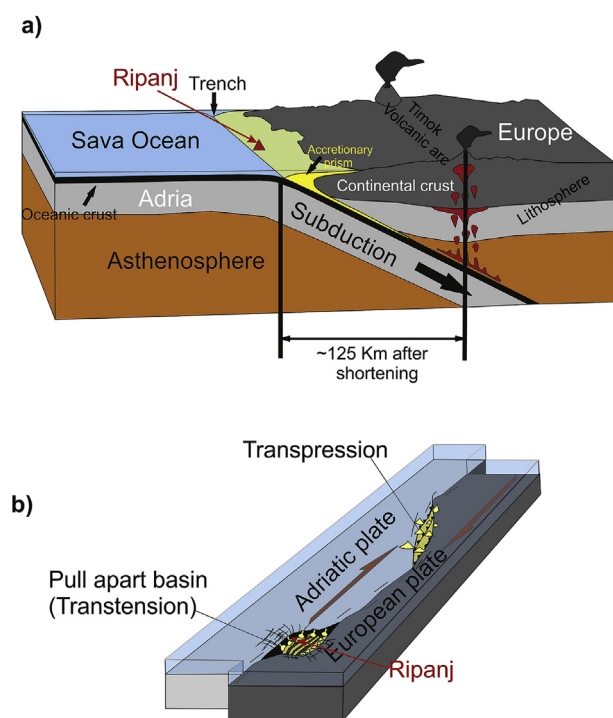 a)
Ripanj
Trench
Sava Ocean
Timok
Volcanic arc
Europe
Accretionary
prism
Continental crust
Adria
Oceanic crust
Lithosphere
Subduction
Asthenosphere
~125 Km after
shortening
b)
Transpression
Adriatic plate
Pull apart basin
(Transtension)
European plate
Ripanj